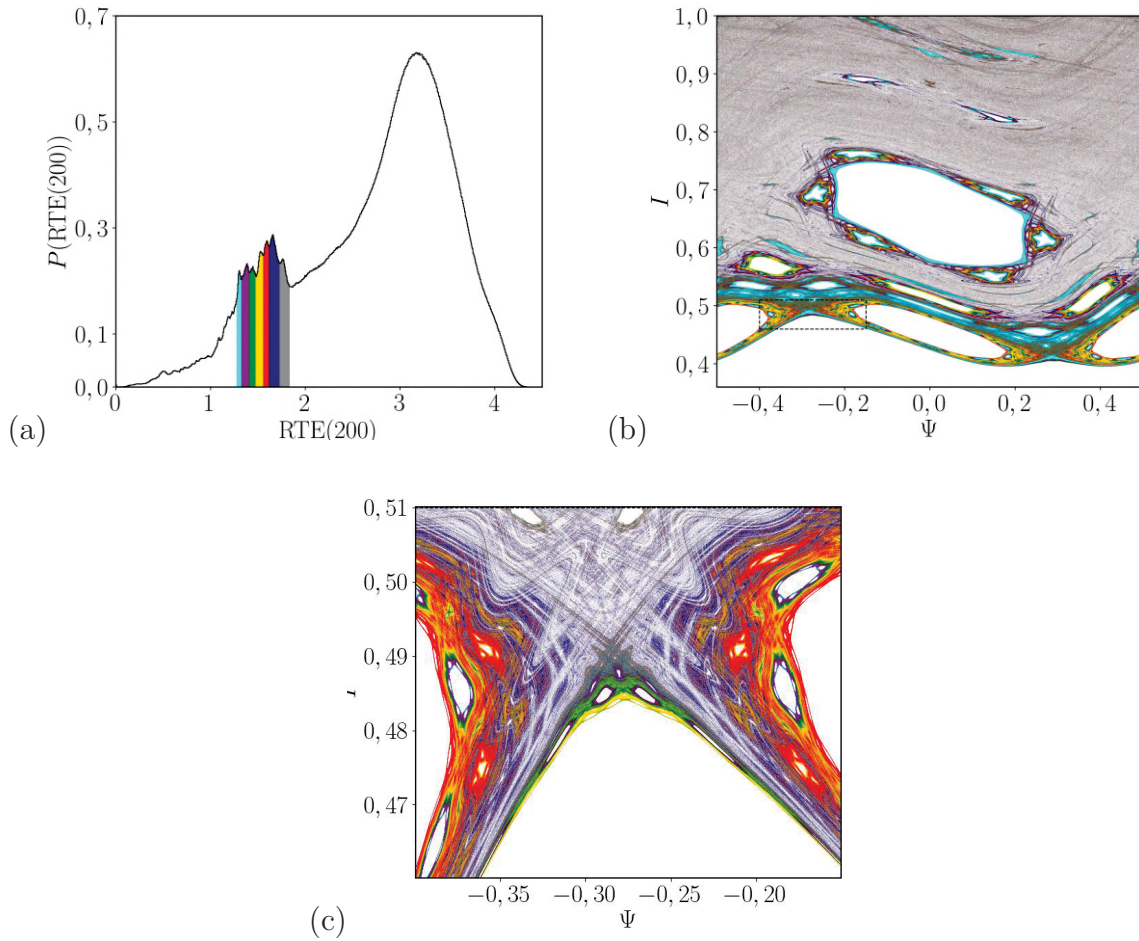 0, 7
0, 5
0, 3
0, 1
0, 0
P(RTE(200))
0 1 2 3 4
RTE(200)
(a)
1, 0
0, 9
0, 8
0, 7
0, 6
0, 5
0, 4
I
−0, 4 −0, 2 0, 0 0, 2 0, 4
Ψ
(b)
0, 51
0, 50
0, 49
0, 48
0, 47
−0, 35 −0, 30 −0, 25 −0, 20
Ψ
(c)